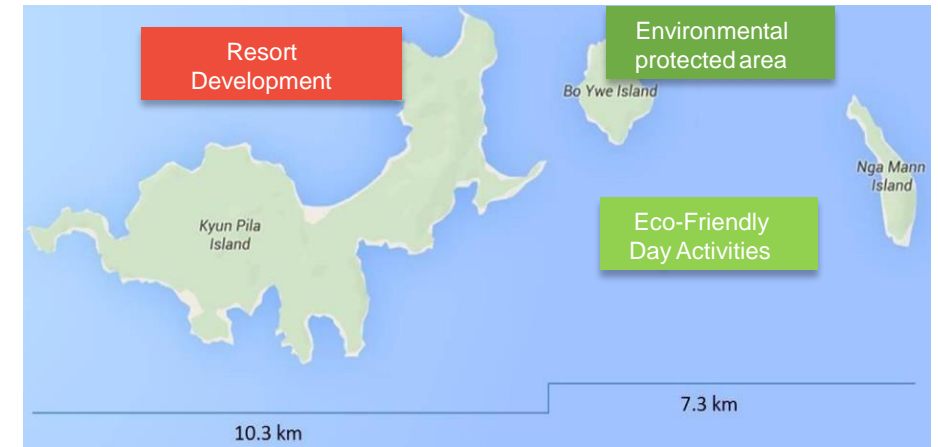 Resort
Development
Environmental
protected area
Bo Ywe Island
Nga Mann
Island
Kyun Pila
Island
Eco-Friendly
Day Activities
7.3 km
10.3 km